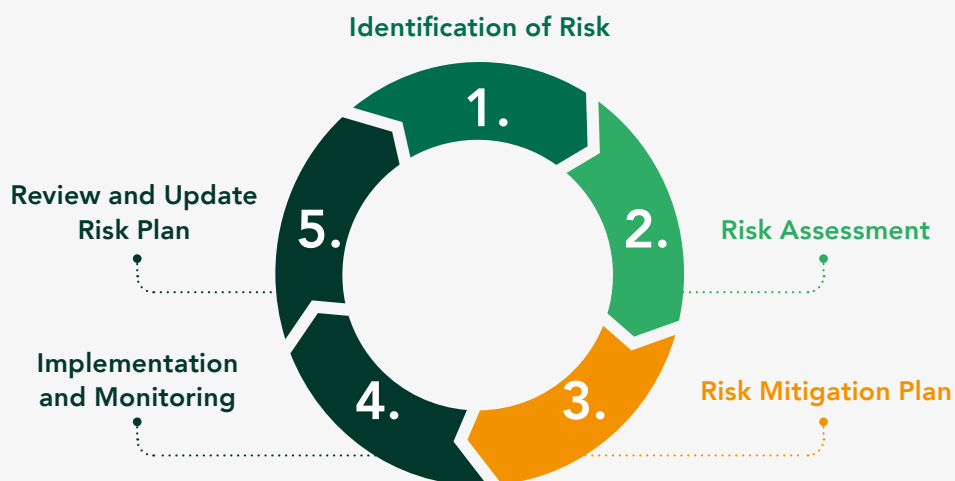 Identification of Risk
1.
2.
Risk Assessment
3.
Risk Mitigation Plan
4.
Implementation
and Monitoring
5.
Review and Update
Risk Plan